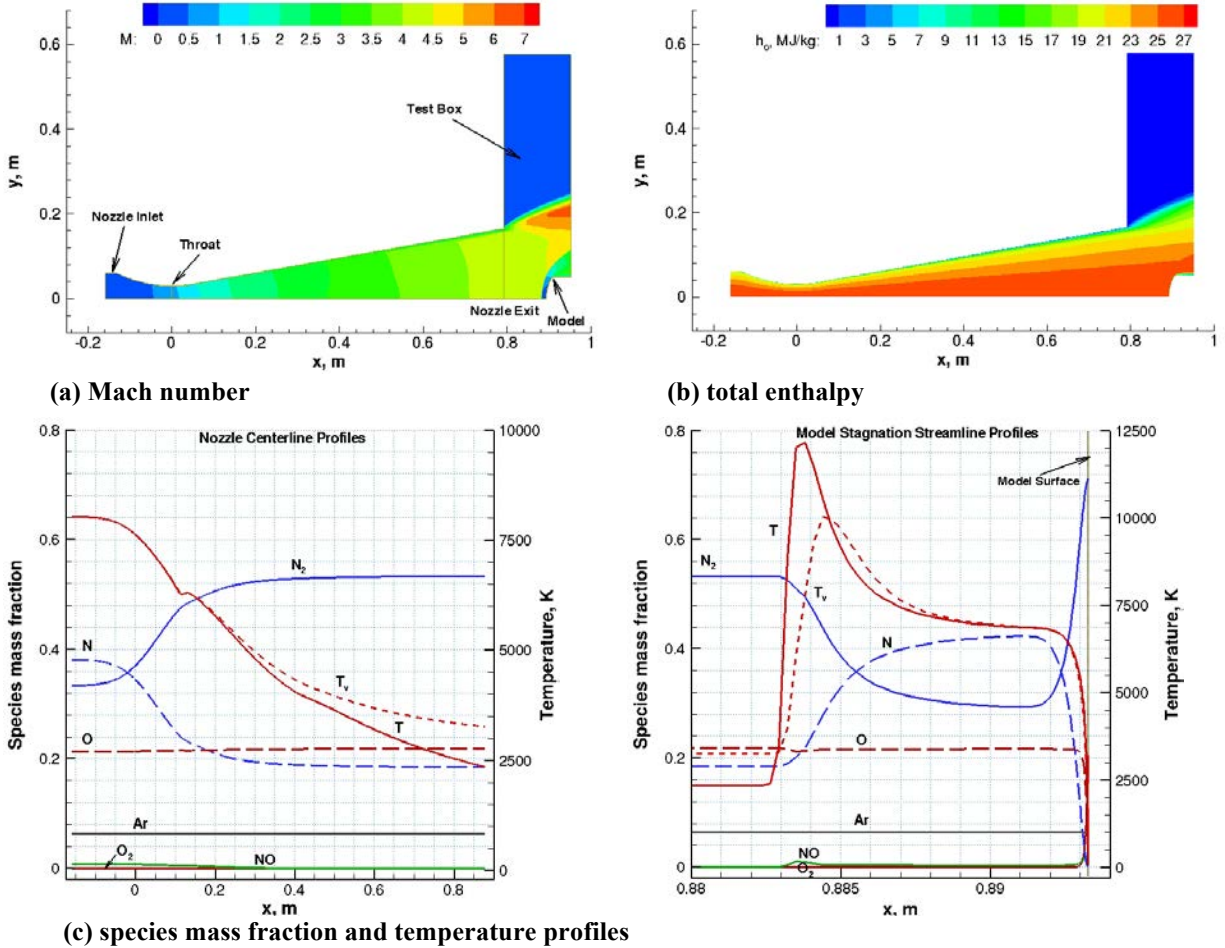 M: 0 0.5 1 1.5 2 2.5 3 3.5 4 4.5 5 6 7
0.6
0.4
0.2
0
y, m
Test Box
Nozzle Inlet
Throat
Nozzle Exit
Model
-0.2 0 0.2 0.4 0.6 0.8 1
x, m
(a) Mach number
h₀, MJ/kg: 1 3 5 7 9 11 13 15 17 19 21 23 25 27
0.6
0.4
0.2
0
y, m
-0.2 0 0.2 0.4 0.6 0.8 1
x, m
(b) total enthalpy
Nozzle Centerline Profiles
0.8
0.6
0.4
0.2
0
Species mass fraction
10000
7500
5000
2500
0
Temperature, K
N₂
N
Tᵥ
T
O
Ar
O₂
NO
0 0.2 0.4 0.6 0.8
x, m
Model Stagnation Streamline Profiles
Model Surface
0.8
0.6
0.4
0.2
0
Species mass fraction
12500
10000
7500
5000
2500
0
Temperature, K
T
N₂
Tᵥ
N
O
Ar
NO
O₂
0.88 0.885 0.89
x, m
(c) species mass fraction and temperature profiles